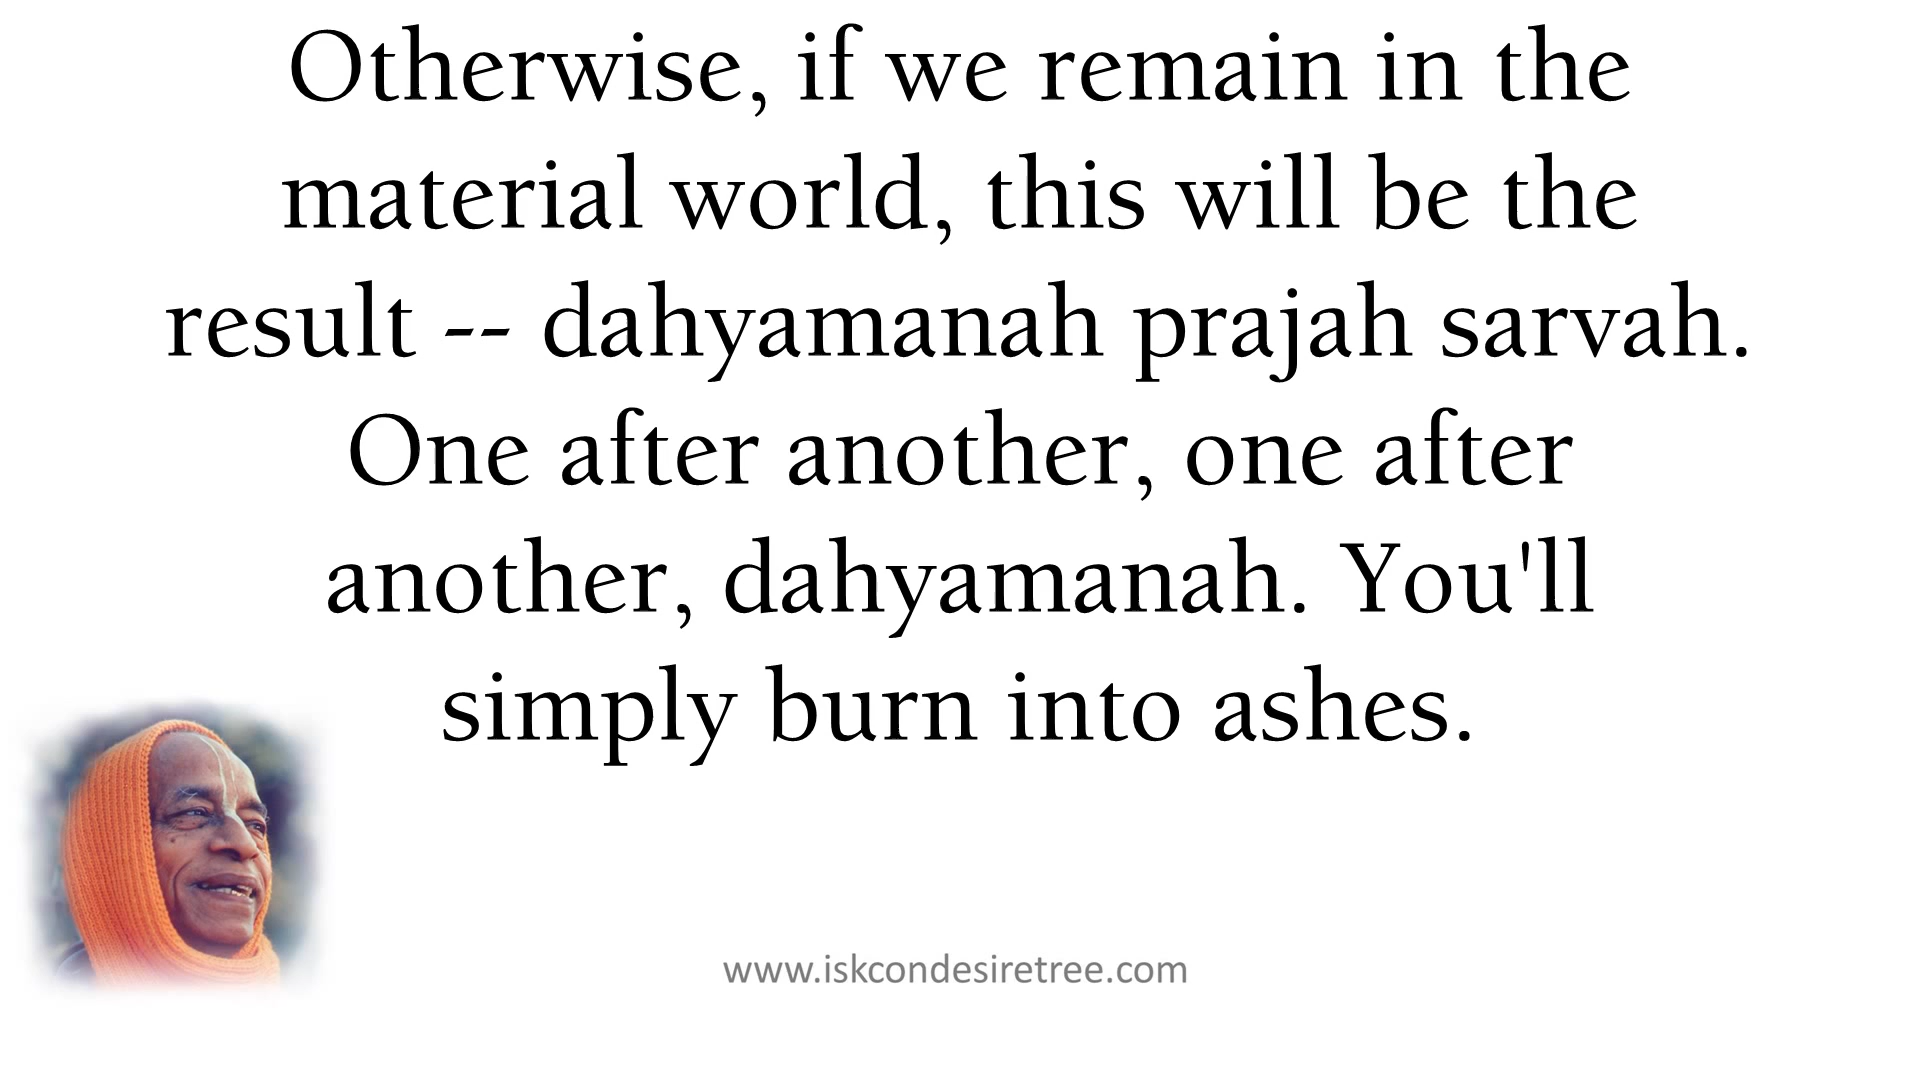 Otherwise, if we remain in the
material world, this will be the
result -- dahyamanah prajah sarvah.
One after another, one after
another, dahyamanah. You'll
simply burn into ashes.
www.iskcondesiretree.com